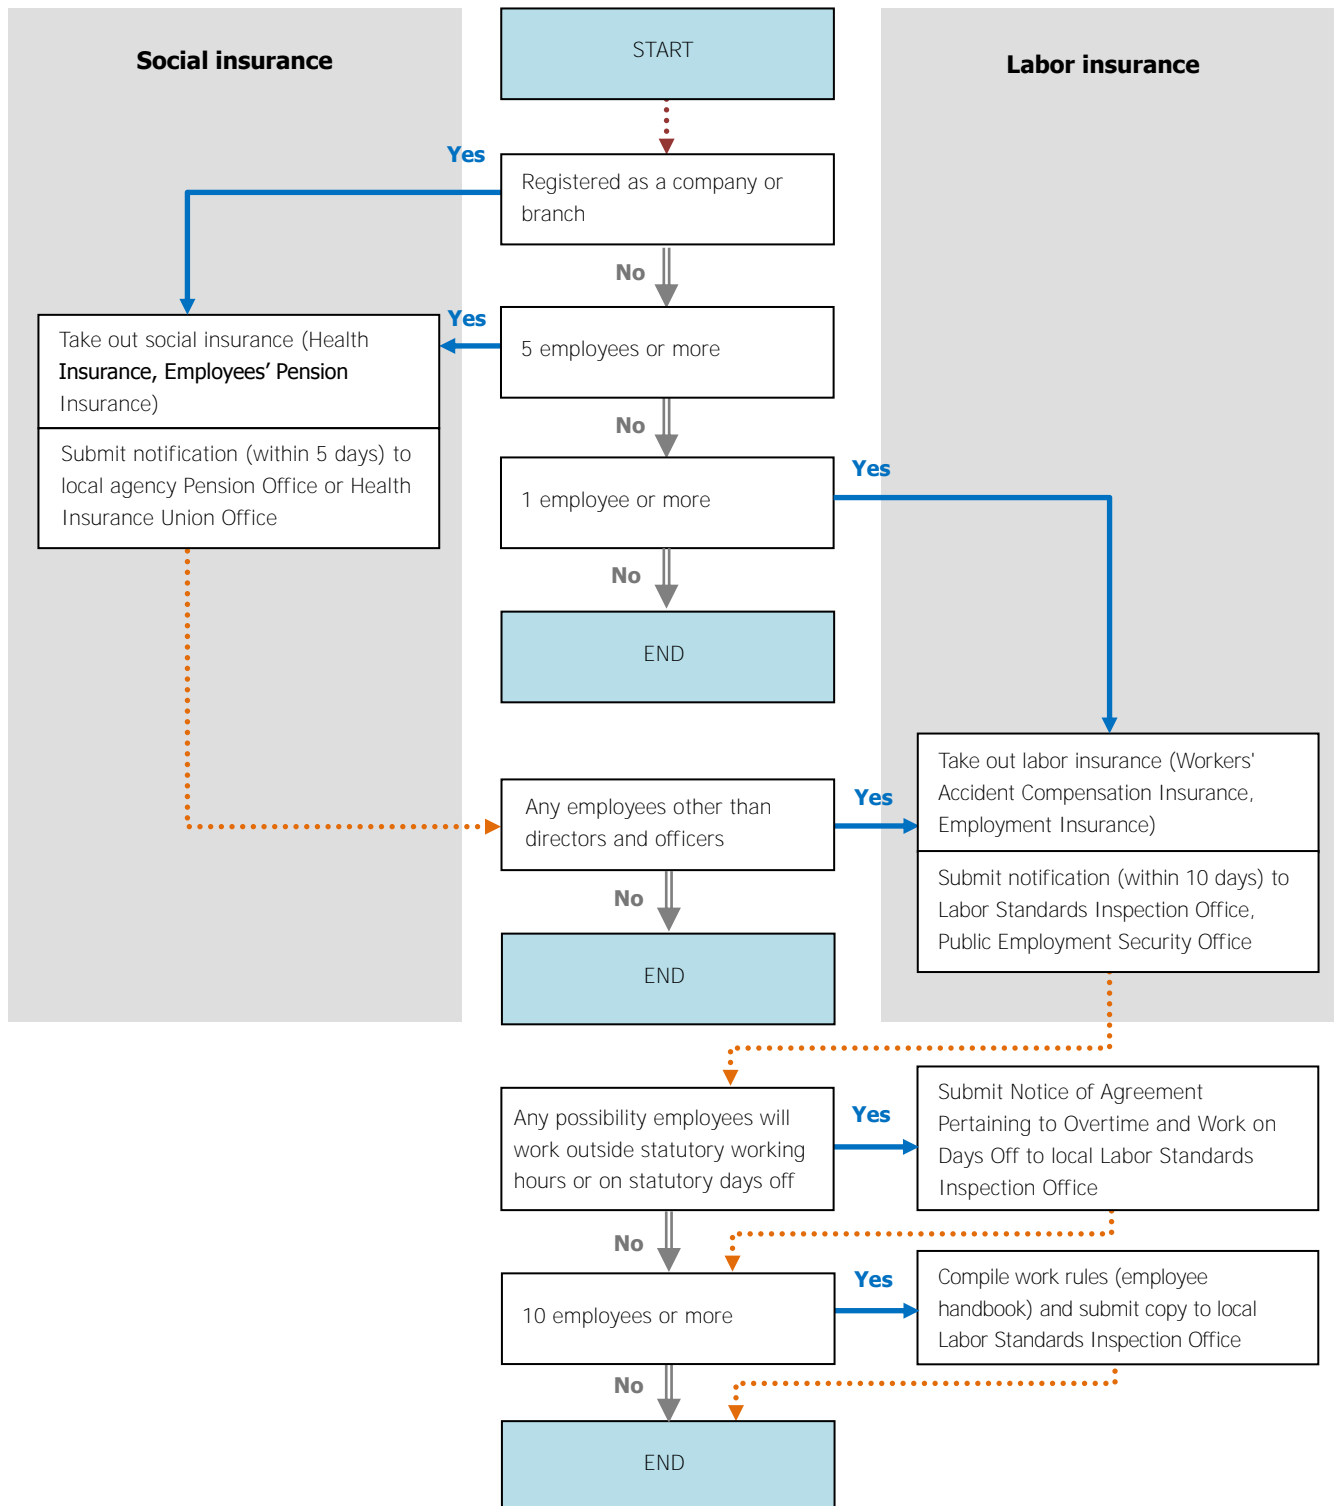 START
Social insurance
Labor insurance
Yes
Registered as a company or
branch
No
Yes
Take out social insurance (Health
Insurance, Employees’ Pension
Insurance)
5 employees or more
No
Submit notification (within 5 days) to
local agency Pension Office or Health
Insurance Union Office
Yes
1 employee or more
No
END
Take out labor insurance (Workers'
Accident Compensation Insurance,
Employment Insurance)
Any employees other than
directors and officers
Yes
No
Submit notification (within 10 days) to
Labor Standards Inspection Office,
Public Employment Security Office
END
Any possibility employees will
work outside statutory working
hours or on statutory days off
Yes
Submit Notice of Agreement
Pertaining to Overtime and Work on
Days Off to local Labor Standards
Inspection Office
No
10 employees or more
Yes
Compile work rules (employee
handbook) and submit copy to local
Labor Standards Inspection Office
No
END